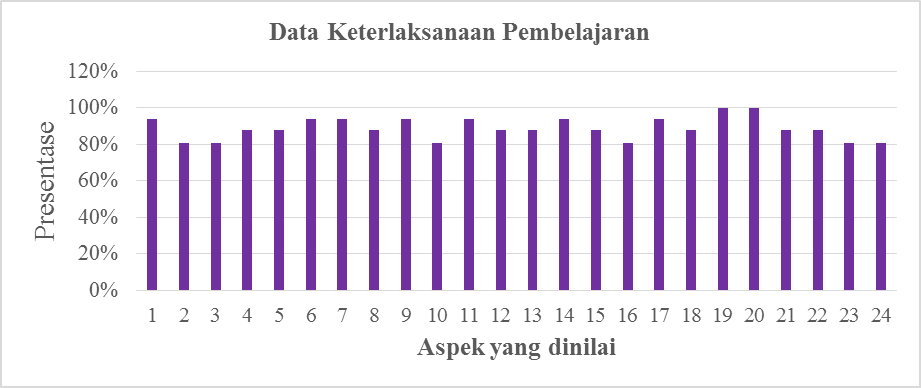 Data Keterlaksanaan Pembelajaran
120%
100%
80%
60%
40%
20%
0%
Presentase
1 2 3 4 5 6 7 8 9 10 11 12 13 14 15 16 17 18 19 20 21 22 23 24
Aspek yang dinilai